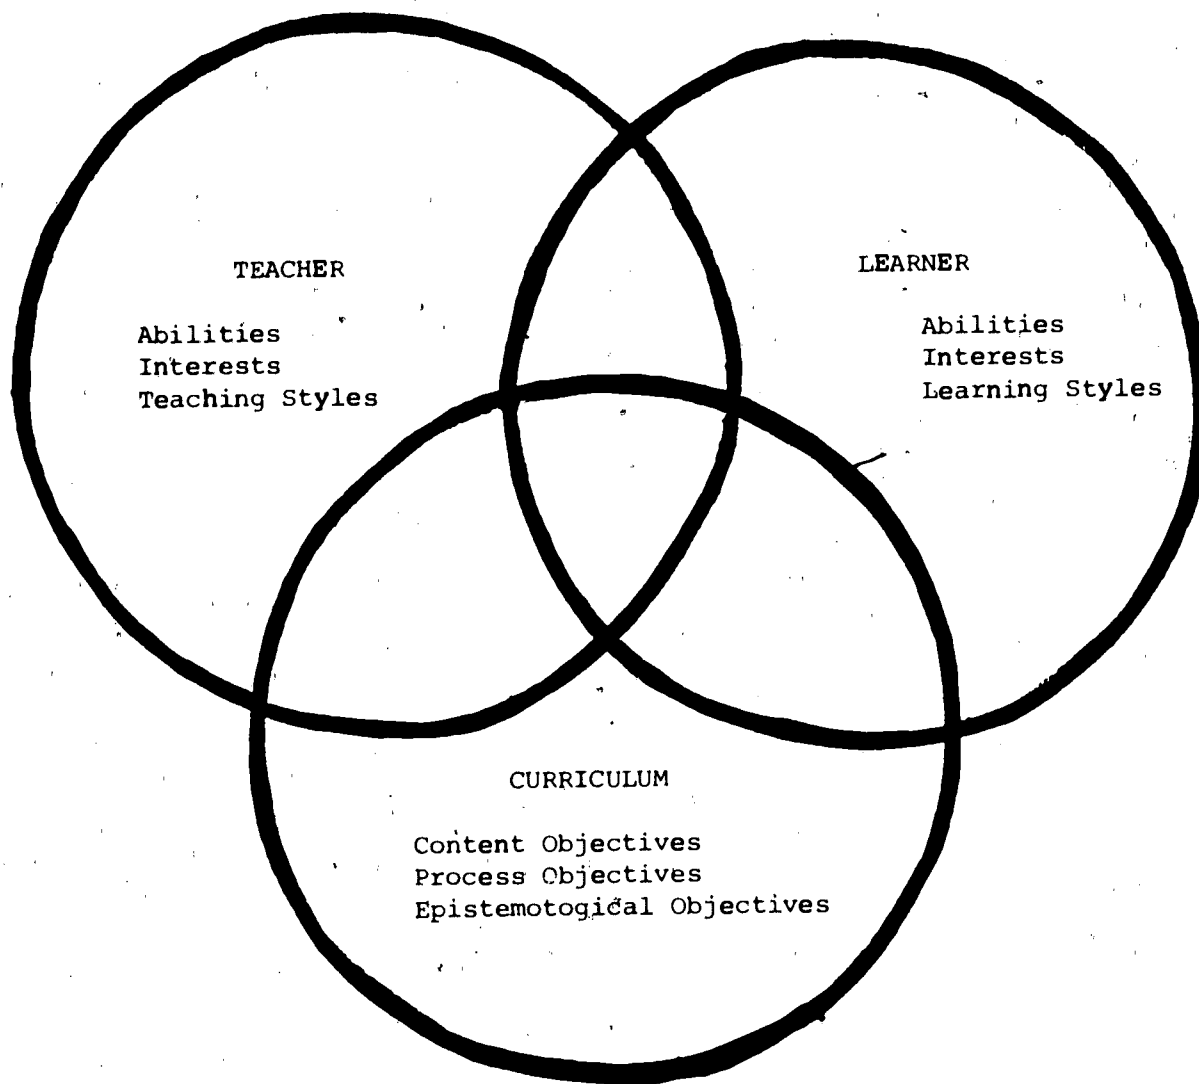 TEACHER
Abilities
Interests
Teaching Styles
LEARNER
Abilities
Interests
Learning Styles
CURRICULUM
Content Objectives
Process Objectives
Epistemotogical Objectives